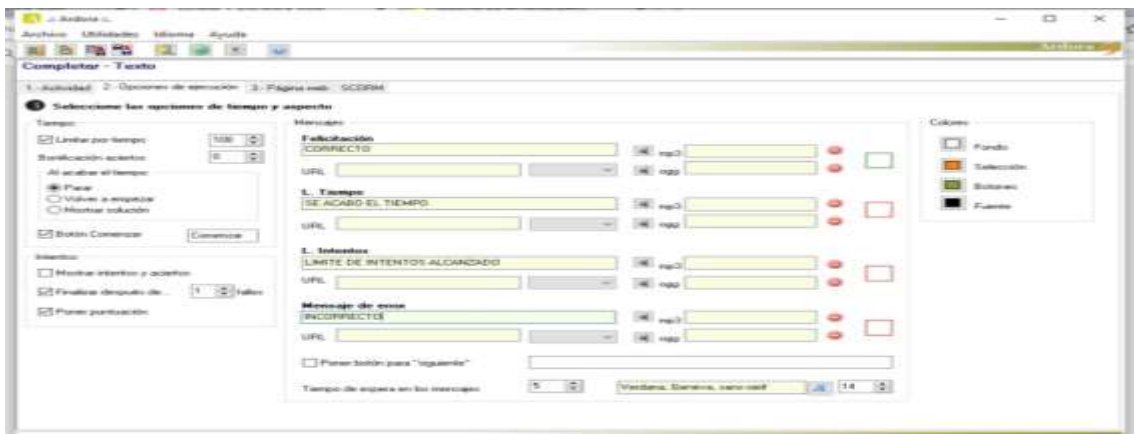 .: Ardora :.
Archivo Utilidades Idioma Ayuda
Ardora
Completar - Texto
1.- Actividad 2.- Opciones de ejecución 3.- Página web SCORM
Seleccione las opciones de tiempo y aspecto
Tiempo
Limitar por tiempo 100
Bonificación aciertos 0
Al acabar el tiempo
Parar
Volver a empezar
Mostrar solución
Botón Comenzar Comenzar
Intentos
Mostrar intentos y aciertos
Finalizar después de... 1 fallos
Poner puntuación
Mensajes
Felicitación
CORRECTO mp3
URL ogg
L. Tiempo
SE ACABO EL TIEMPO mp3
URL ogg
L. Intentos
LIMITE DE INTENTOS ALCANZADO mp3
URL ogg
Mensaje de error
INCORRECTO mp3
URL ogg
Poner botón para "siguiente"
Tiempo de espera en los mensajes 5 Verdana, Geneva, sans-serif 14
Colores
Fondo
Selección
Botones
Fuente